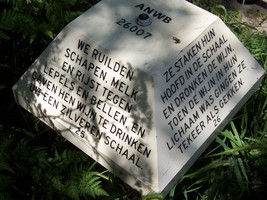 ANWB
26007
WE RUILDEN
SCHAPEN, MELK
EN RIJST TEGEN
LEPELS EN BELLEN, EN
GAVEN HEN WIJN TE DRINKEN
UIT EEN ZILVEREN SCHAAL
25
ZE STAKEN HUN
HOOFD IN DE SCHAAL
EN DRONKEN DE WIJN,
TOEN DE WIJN IN HUN
LICHAAM WAS GINGEN ZE
TEKEER ALS GEKKEN
26